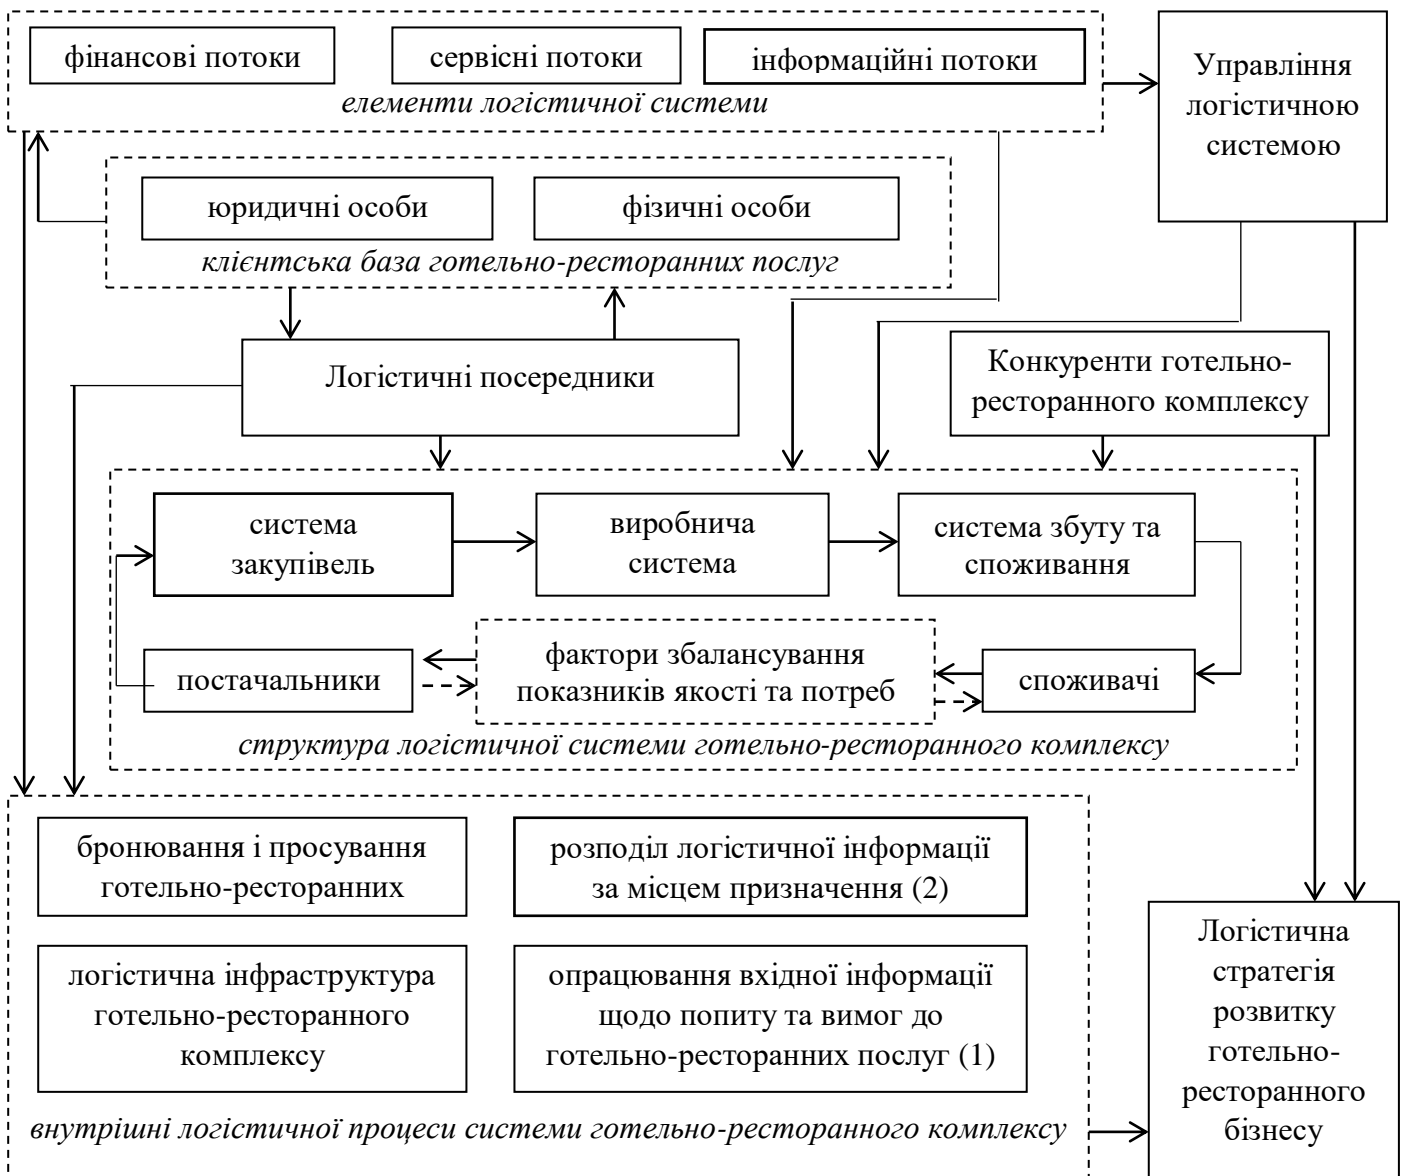 фінансові потоки
сервісні потоки
інформаційні потоки
елементи логістичної системи
Управління
логістичною
системою
юридичні особи
фізичні особи
клієнтська база готельно-ресторанних послуг
Логістичні посередники
Конкуренти готельно-
ресторанного комплексу
система
закупівель
виробнича
система
система збуту та
споживання
постачальники
фактори збалансування
показників якості та потреб
споживачі
структура логістичної системи готельно-ресторанного комплексу
бронювання і просування
готельно-ресторанних
розподіл логістичної інформації
за місцем призначення (2)
логістична інфраструктура
готельно-ресторанного
комплексу
опрацювання вхідної інформації
щодо попиту та вимог до
готельно-ресторанних послуг (1)
внутрішні логістичної процеси системи готельно-ресторанного комплексу
Логістична
стратегія
розвитку
готельно-
ресторанного
бізнесу